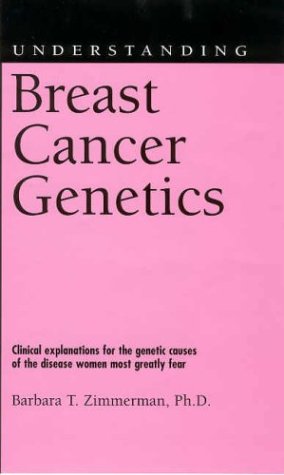 UNDERSTANDING
Breast
Cancer
Genetics
Clinical explanations for the genetic causes
of the disease women most greatly fear
Barbara T. Zimmerman, Ph.D.